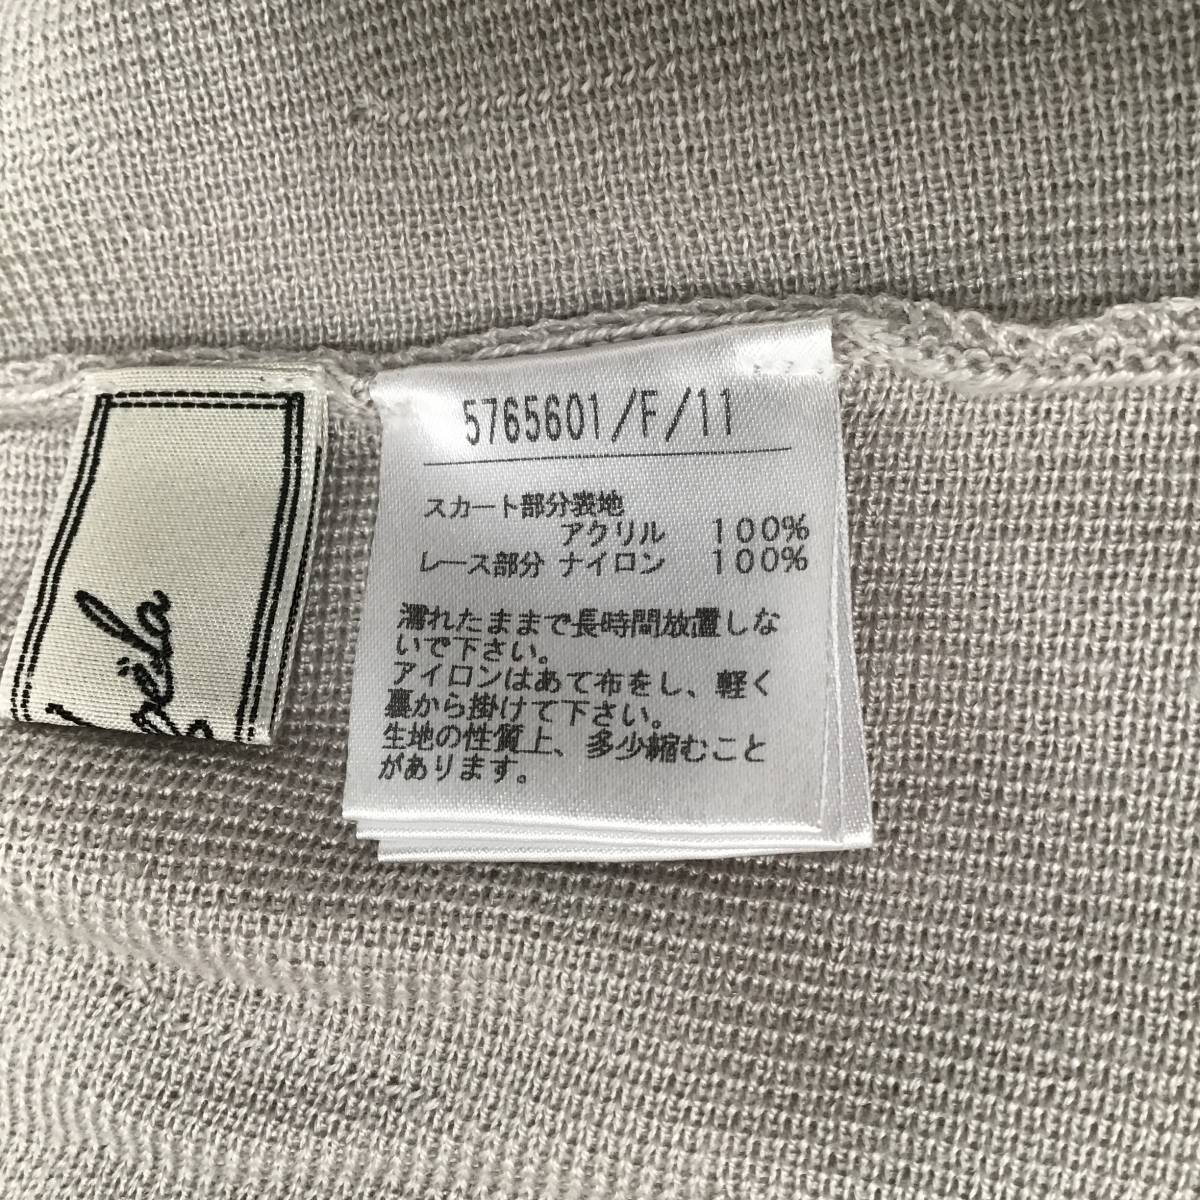 5765601/F/11
スカート部分表地
アクリル 100%
レース部分 ナイロン 100%
濡れたままで長時間放置しな
いで下さい。
アイロンはあて布をし、軽く
裏から掛けて下さい。
生地の性質上、多少縮むこと
があります。